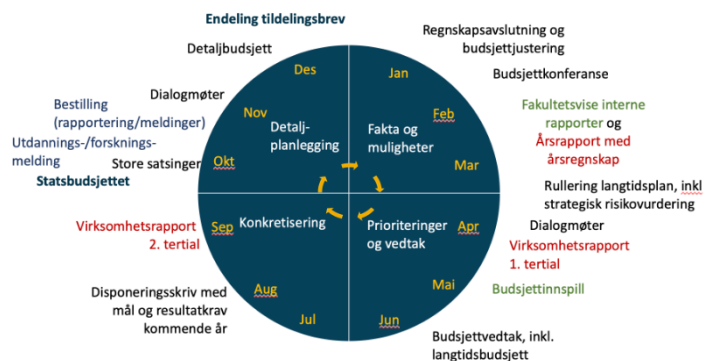 Endeling tildelingsbrev
Detaljbudsjett
Regnskapsavslutning og
budsjettjustering
Des
Jan
Budsjettkonferanse
Dialogmøter
Bestilling
(rapportering/meldinger)
Nov
Feb
Fakultetsvise interne
rapporter og
Årsrapport med
årsregnskap
Detalj-
planlegging
Fakta og
muligheter
Utdannings-/forsknings-
melding
Store satsinger
Okt
Mar
Statsbudsjettet
Rullering langtidsplan, inkl
strategisk risikovurdering
Virksomhetsrapport
2. tertial
Sep
Konkretisering
Prioriteringer
og vedtak
Apr
Dialogmøter
Virksomhetsrapport
1. tertial
Disponeringsskriv med
mål og resultatkrav
kommende år
Aug
Mai
Budsjettinnspill
Jul
Jun
Budsjettvedtak, inkl.
langtidsbudsjett